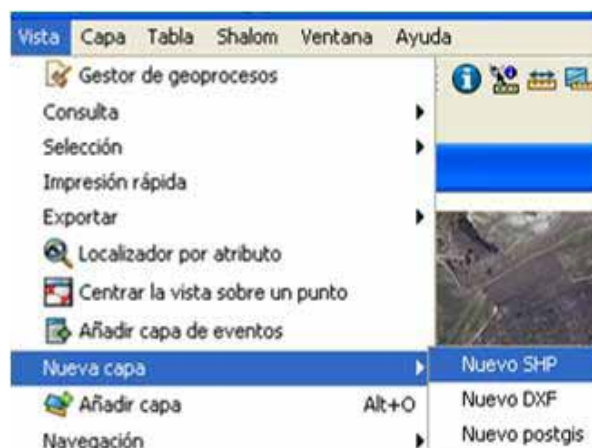 Vista Capa Tabla Shalom Ventana Ayuda
Gestor de geoprocesos
Consulta
Selección
Impresión rápida
Exportar
Localizador por atributo
Centrar la vista sobre un punto
Añadir capa de eventos
Nueva capa
Nuevo SHP
Añadir capa Alt+O
Nuevo DXF
Navegación
Nuevo postgis